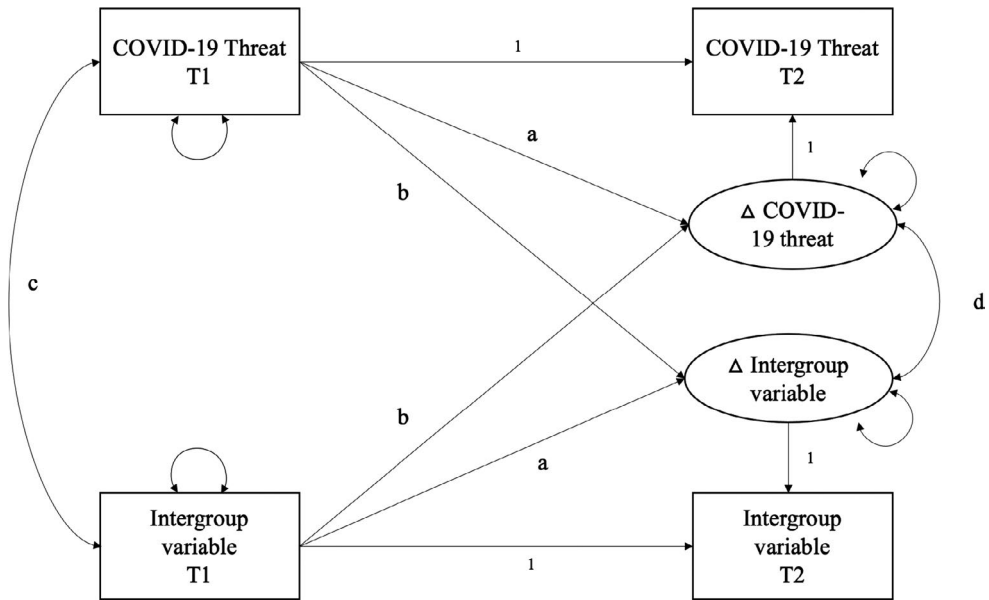 COVID-19 Threat
T1
1
COVID-19 Threat
T2
a
1
b
△ COVID-
19 threat
c
d
△ Intergroup
variable
b
a
1
Intergroup
variable
T1
1
Intergroup
variable
T2